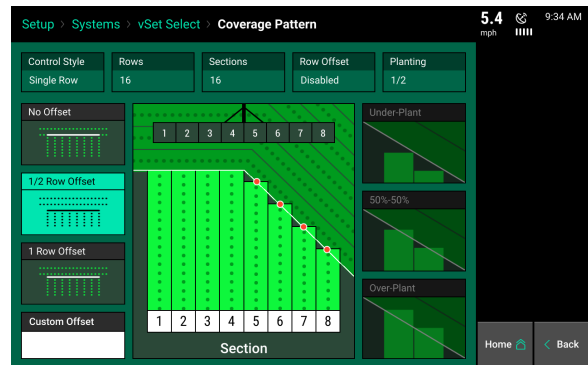 Setup > Systems > vSet Select > Coverage Pattern
5.4
mph
9:34 AM
Control Style
Single Row
Rows
16
Sections
16
Row Offset
Disabled
Planting
1/2
No Offset
1/2 Row Offset
1 Row Offset
Custom Offset
1 2 3 4 5 6 7 8
1 2 3 4 5 6 7 8
Section
Under-Plant
50%-50%
Over-Plant
Home
< Back